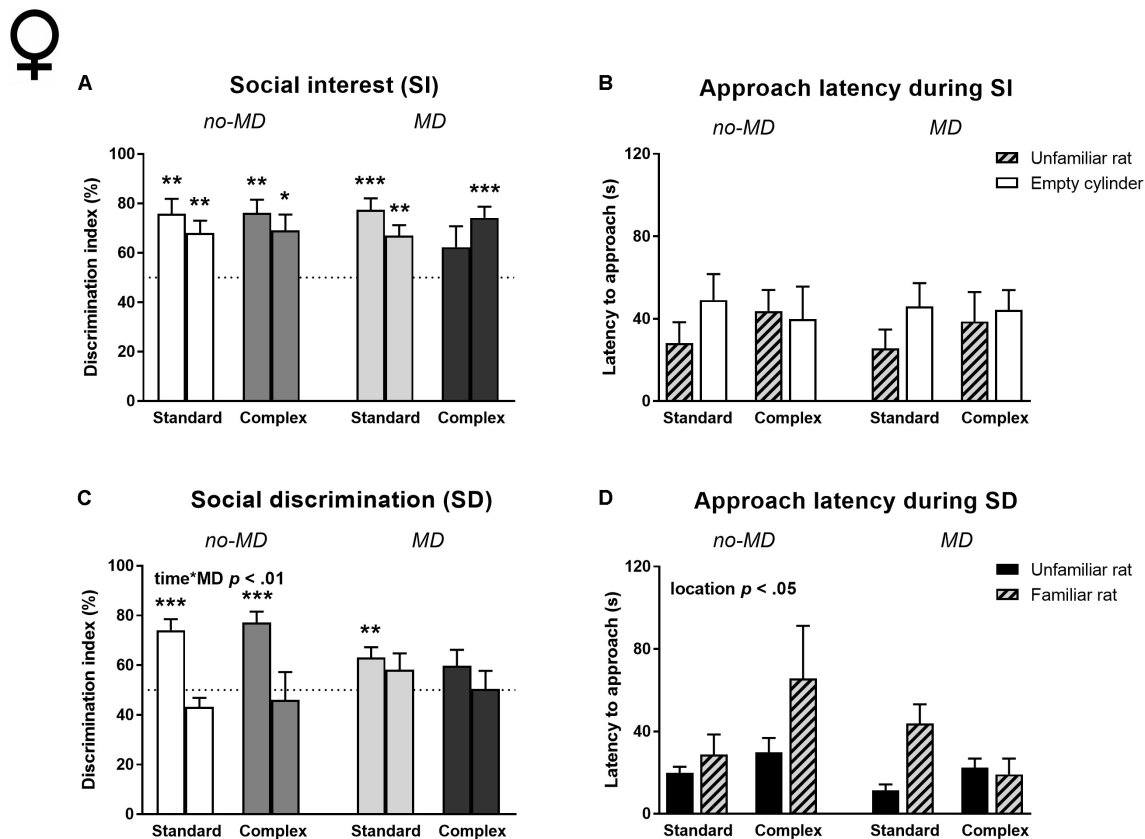 A
Social interest (SI)
no-MD MD
Discrimination index (%)
100
80
60
40
20
0
** ** ** * *** ** ***
Standard Complex Standard Complex
B
Approach latency during SI
no-MD MD
Unfamiliar rat
Empty cylinder
Latency to approach (s)
120
80
40
0
Standard Complex Standard Complex
C
Social discrimination (SD)
no-MD MD
Discrimination index (%)
100
80
60
40
20
0
time*MD p < .01
*** *** **
Standard Complex Standard Complex
D
Approach latency during SD
no-MD MD
Unfamiliar rat
Familiar rat
location p < .05
Latency to approach (s)
120
80
40
0
Standard Complex Standard Complex